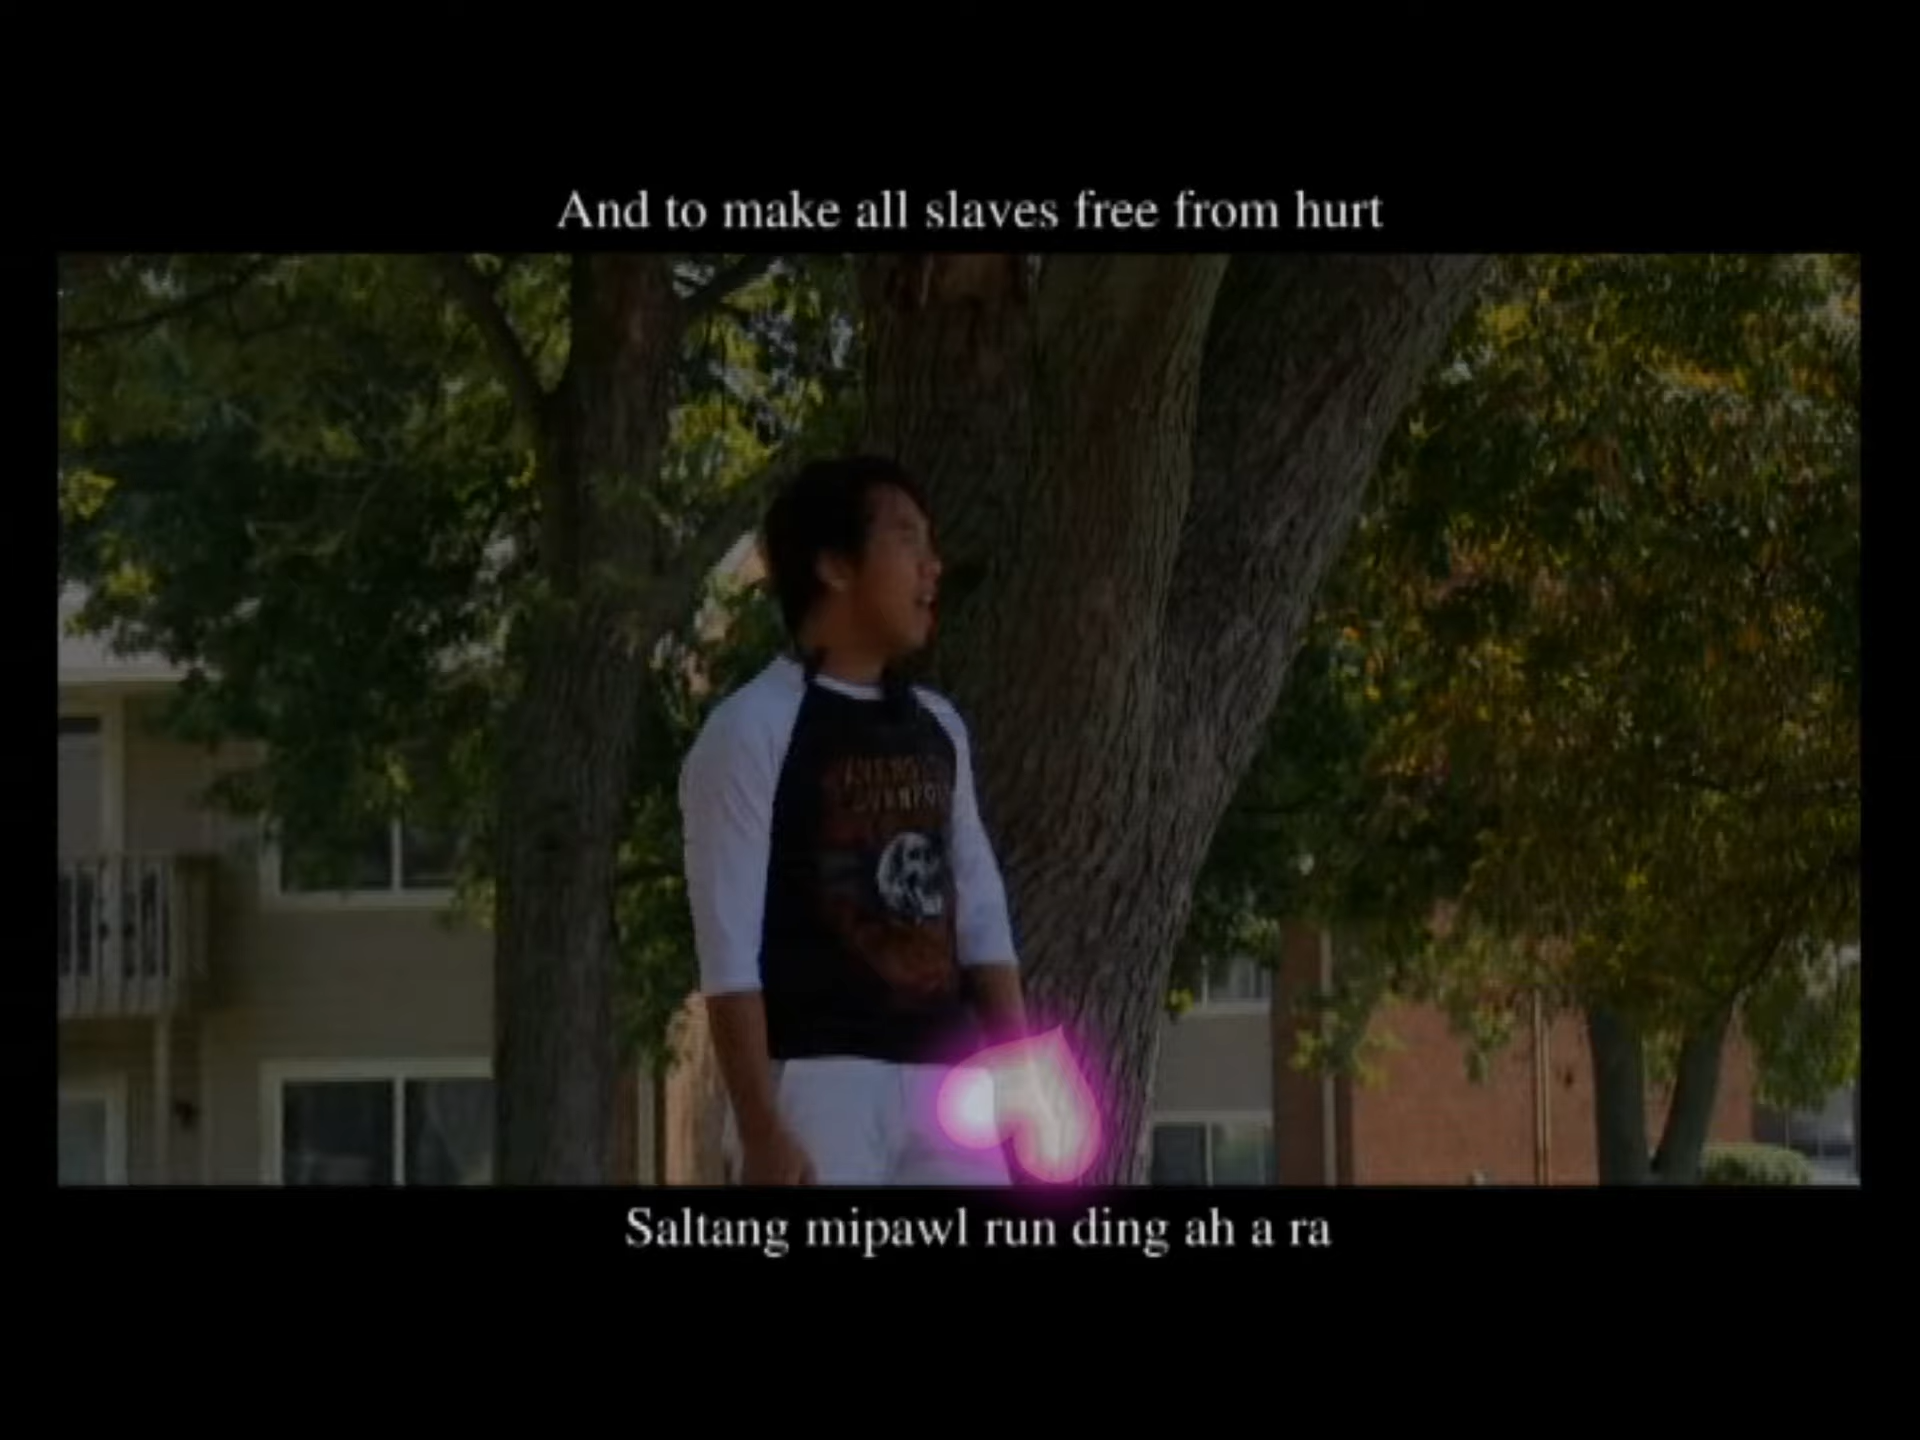 And to make all slaves free from hurt
Saltang mipawl run ding ah a ra